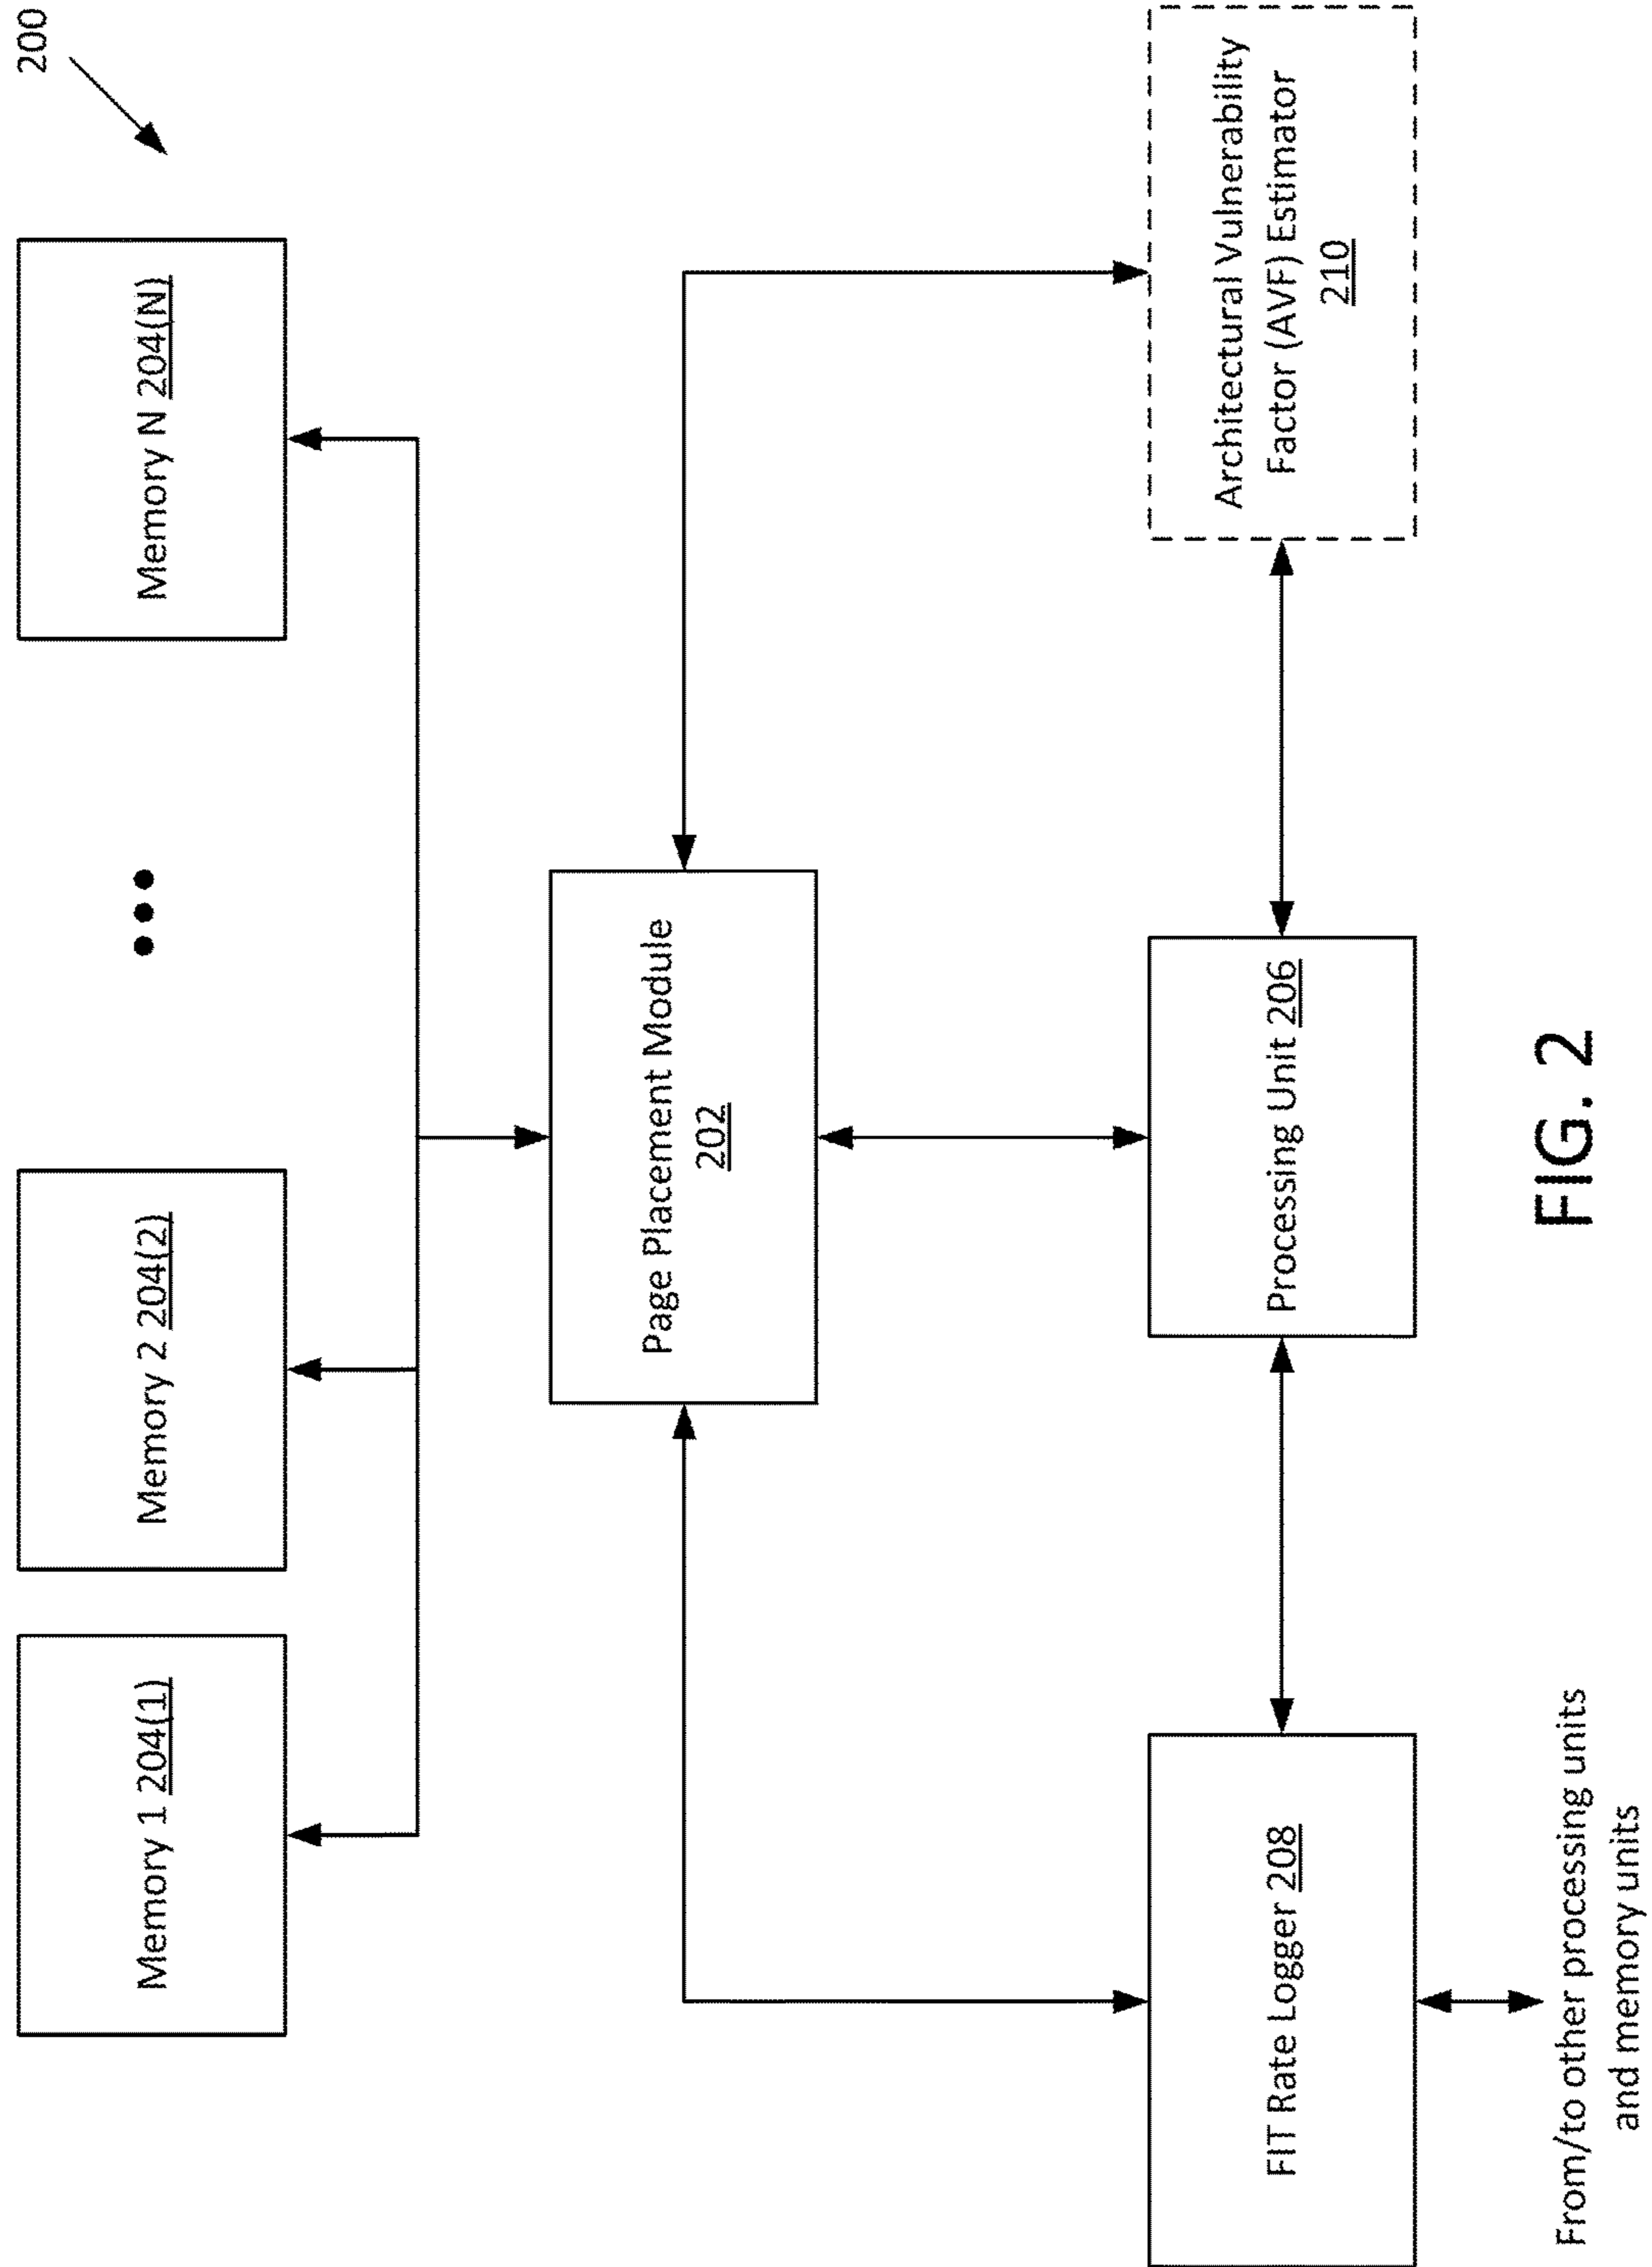 200
Memory 1 204(1)
Memory 2 204(2)
Memory N 204(N)
Page Placement Module
202
FIT Rate Logger 208
Processing Unit 206
Architectural Vulnerability
Factor (AVF) Estimator
210
From/to other processing units
and memory units
FIG. 2